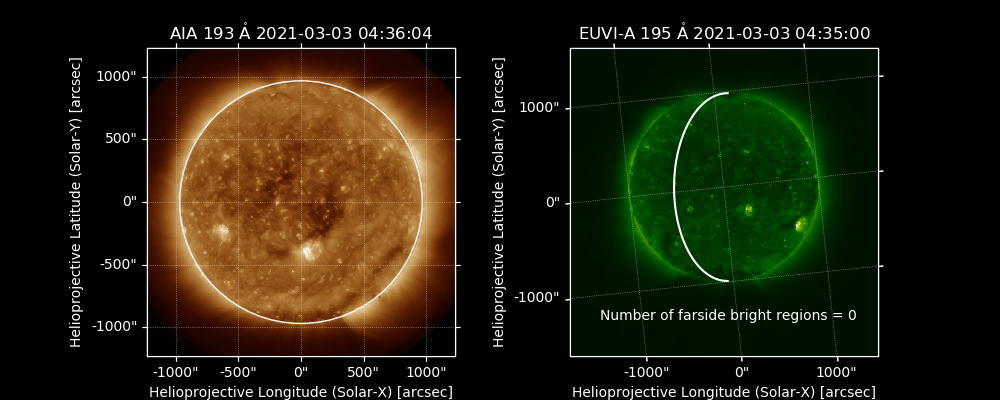 AIA 193 Å 2021-03-03 04:36:04
Helioprojective Latitude (Solar-Y) [arcsec]
1000"
500"
0"
-500"
-1000"
-1000"
-500"
0"
500"
1000"
Helioprojective Longitude (Solar-X) [arcsec]
EUVI-A 195 Å 2021-03-03 04:35:00
Helioprojective Latitude (Solar-Y) [arcsec]
1000"
0"
-1000"
Number of farside bright regions = 0
-1000"
0"
1000"
Helioprojective Longitude (Solar-X) [arcsec]